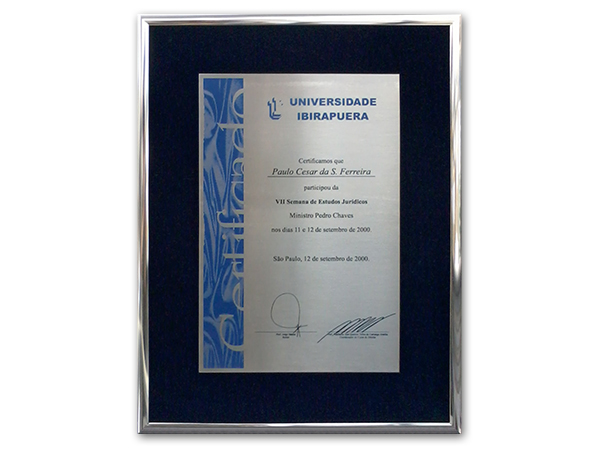 Certificado
UNIVERSIDADE
IBIRAPUERA
Certificamos que
Paulo Cesar da S. Ferreira
participou da
VII Semana de Estudos Jurídicos
Ministro Pedro Chaves
nos dias 11 e 12 de setembro de 2000
São Paulo, 12 de setembro de 2000.